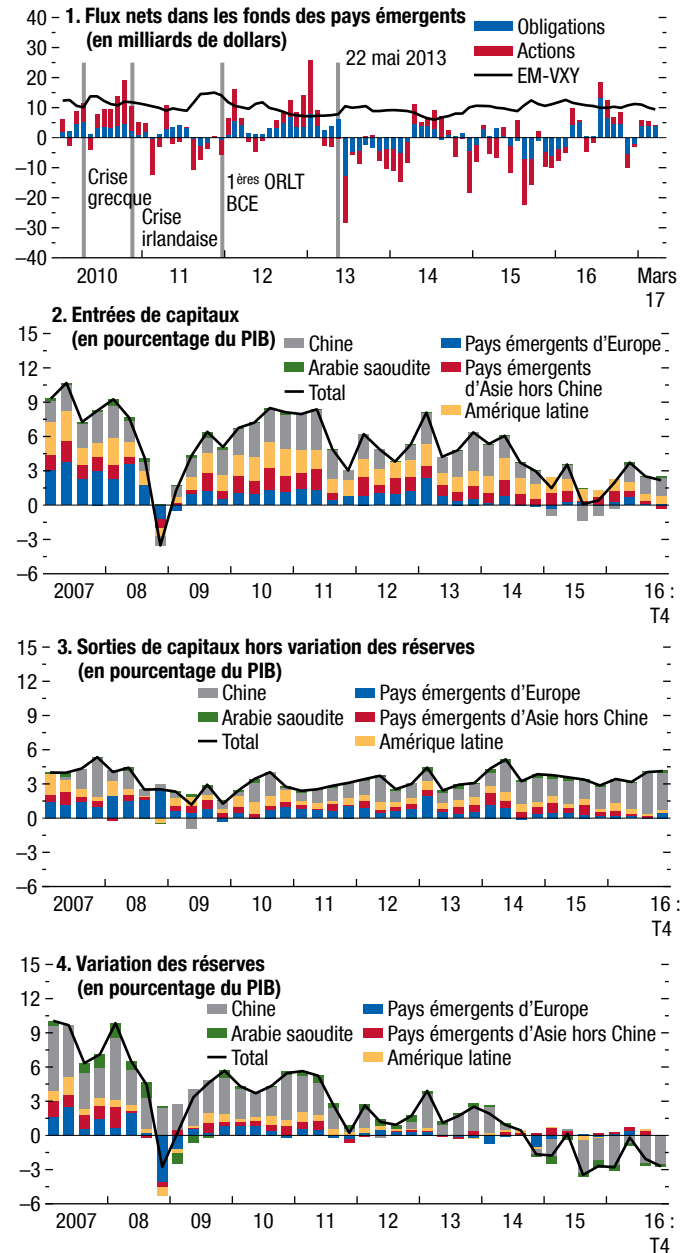 1. Flux nets dans les fonds des pays émergents
(en milliards de dollars)
22 mai 2013
Obligations
Actions
EM-VXY
40
30
20
10
0
–10
–20
–30
–40
Crise
grecque
Crise
irlandaise
1ères ORLT
BCE
2010 11 12 13 14 15 16 Mars
17
2. Entrées de capitaux
(en pourcentage du PIB)
Chine
Arabie saoudite
Total
Pays émergents d’Europe
Pays émergents
d’Asie hors Chine
Amérique latine
15
12
9
6
3
0
–3
–6
2007 08 09 10 11 12 13 14 15 16 :
T4
3. Sorties de capitaux hors variation des réserves
(en pourcentage du PIB)
Chine
Arabie saoudite
Total
Pays émergents d’Europe
Pays émergents d’Asie hors Chine
Amérique latine
15
12
9
6
3
0
–3
–6
2007 08 09 10 11 12 13 14 15 16 :
T4
4. Variation des réserves
(en pourcentage du PIB)
Chine
Arabie saoudite
Total
Pays émergents d’Europe
Pays émergents d’Asie hors Chine
Amérique latine
15
12
9
6
3
0
–3
–6
2007 08 09 10 11 12 13 14 15 16 :
T4